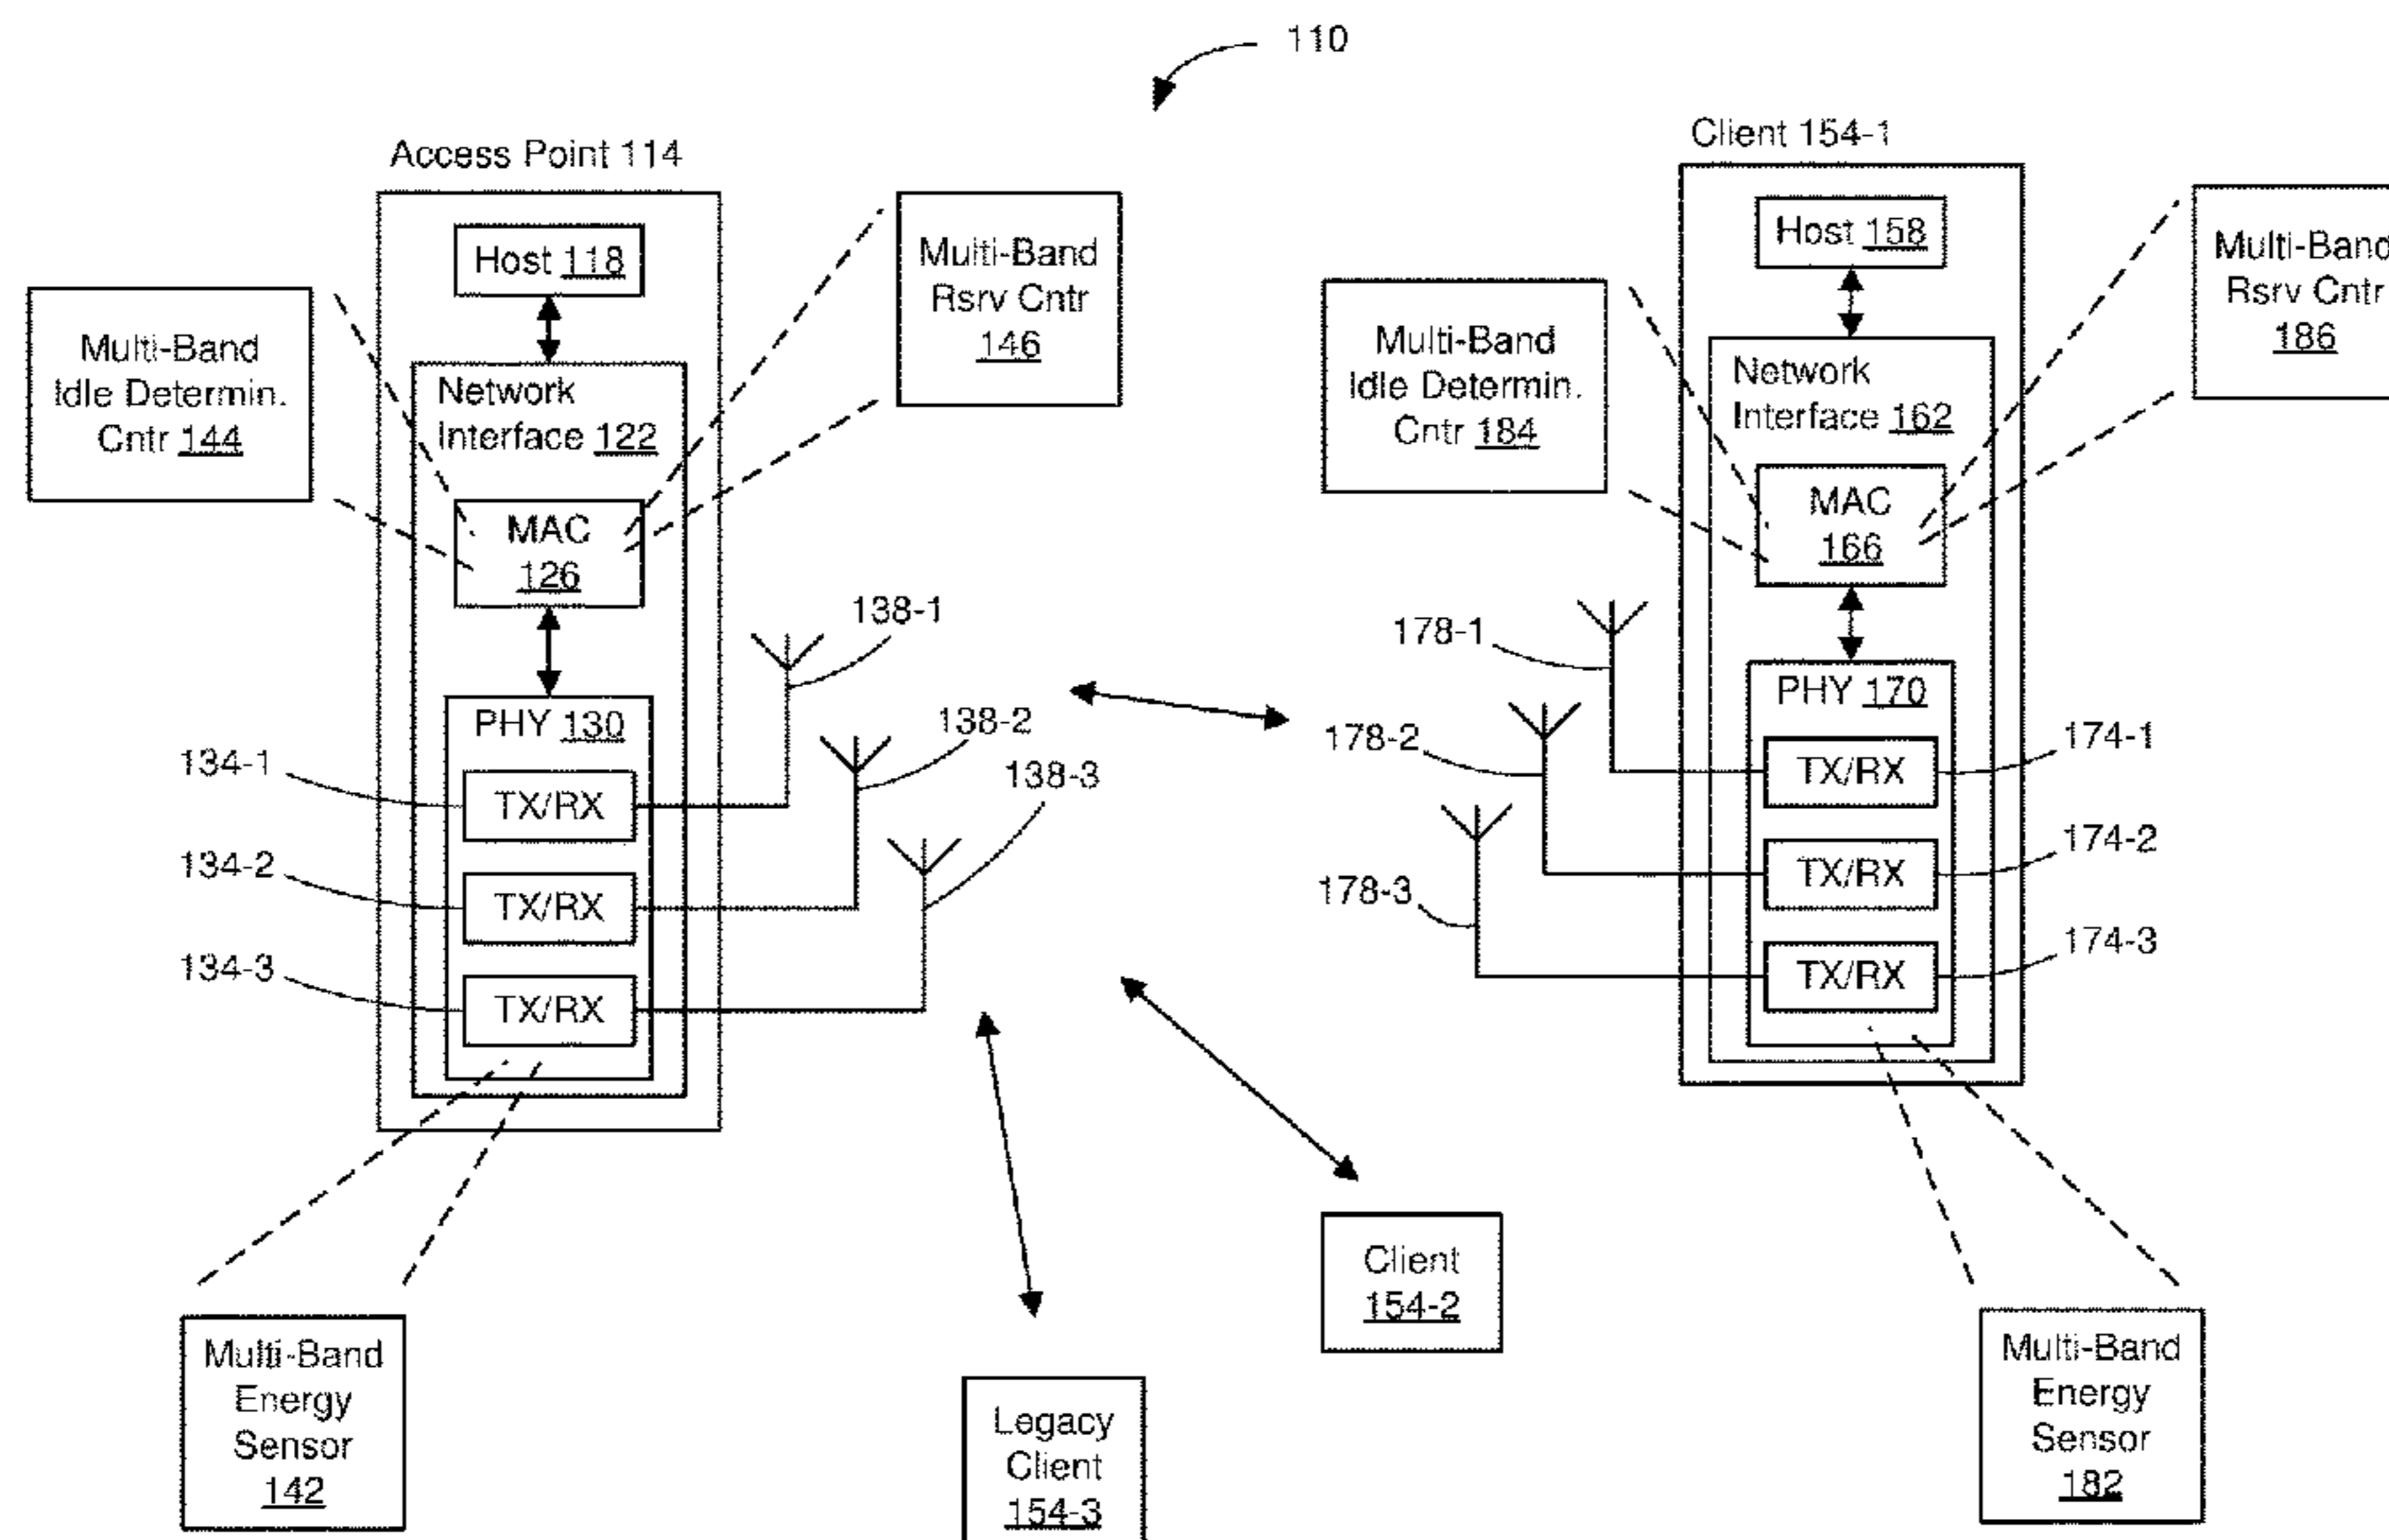 110
Access Point 114
Host 118
Multi-Band
Rsrv Cntr
146
Multi-Band
Idle Determin.
Cntr 144
Network
Interface 122
MAC
126
138-1
138-2
138-3
PHY 130
134-1
TX/RX
134-2
TX/RX
134-3
TX/RX
Multi-Band
Energy
Sensor
142
Client 154-1
Host 158
Multi-Band
Rsrv Cntr
186
Multi-Band
Idle Determin.
Cntr 184
Network
Interface 162
MAC
166
178-1
178-2
178-3
PHY 170
TX/RX
174-1
TX/RX
174-2
TX/RX
174-3
Client
154-2
Legacy
Client
154-3
Multi-Band
Energy
Sensor
182